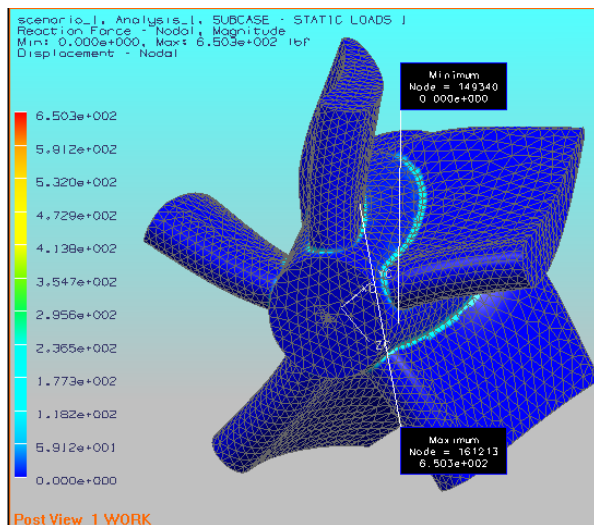 scenario_1, Analysis_1, SUBCASE - STATIC LOADS 1
Reaction Force - Nodal, Magnitude
Min: 0.000e+000, Max: 6.503e+002 lbf
Displacement - Nodal
Minimum
Node = 149340
0.000e+000
6.503e+002
5.912e+002
5.320e+002
4.729e+002
4.138e+002
3.547e+002
2.956e+002
2.365e+002
1.773e+002
1.182e+002
5.912e+001
0.000e+000
Maximum
Node = 161213
6.503e+002
Post View 1 WORK